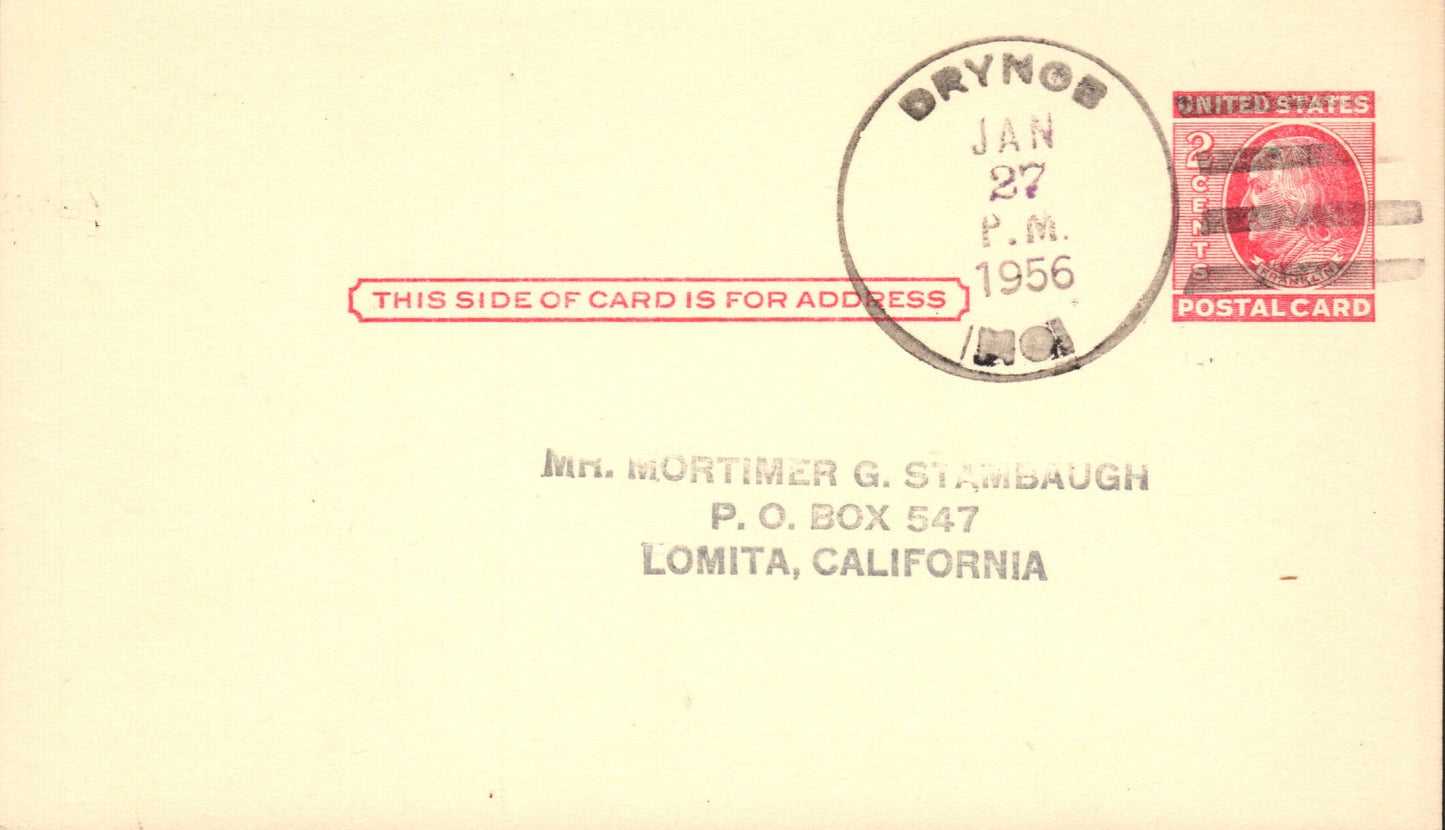 DRYNOB
JAN
27
P.M.
1956
MO.
UNITED STATES
2 CENTS
FRANKLIN
POSTAL CARD
THIS SIDE OF CARD IS FOR ADDRESS
MR. MORTIMER G. STAMBAUGH
P. O. BOX 547
LOMITA, CALIFORNIA